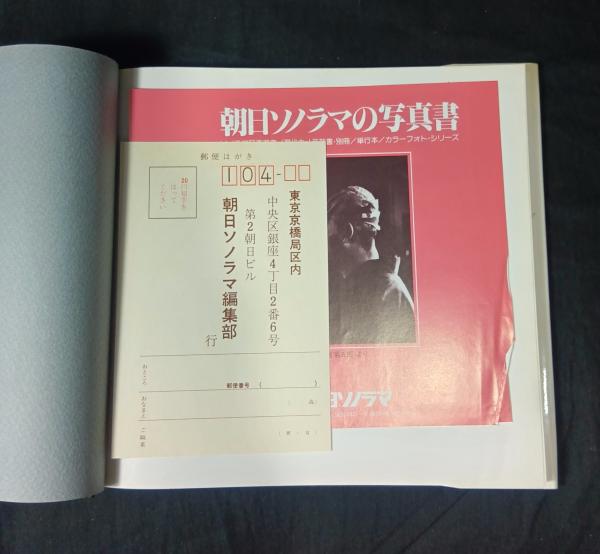 朝日ソノラマの写真書
別冊/単行本/カラーフォト・シリーズ
郵便はがき
104-
20円切手を
はって
ください
東京京橋局区内
中央区銀座4丁目2番6号
第2朝日ビル
朝日ソノラマ編集部
行
おところ
郵便番号（　　　）
おなまえ
ご職業
日ソノラマ